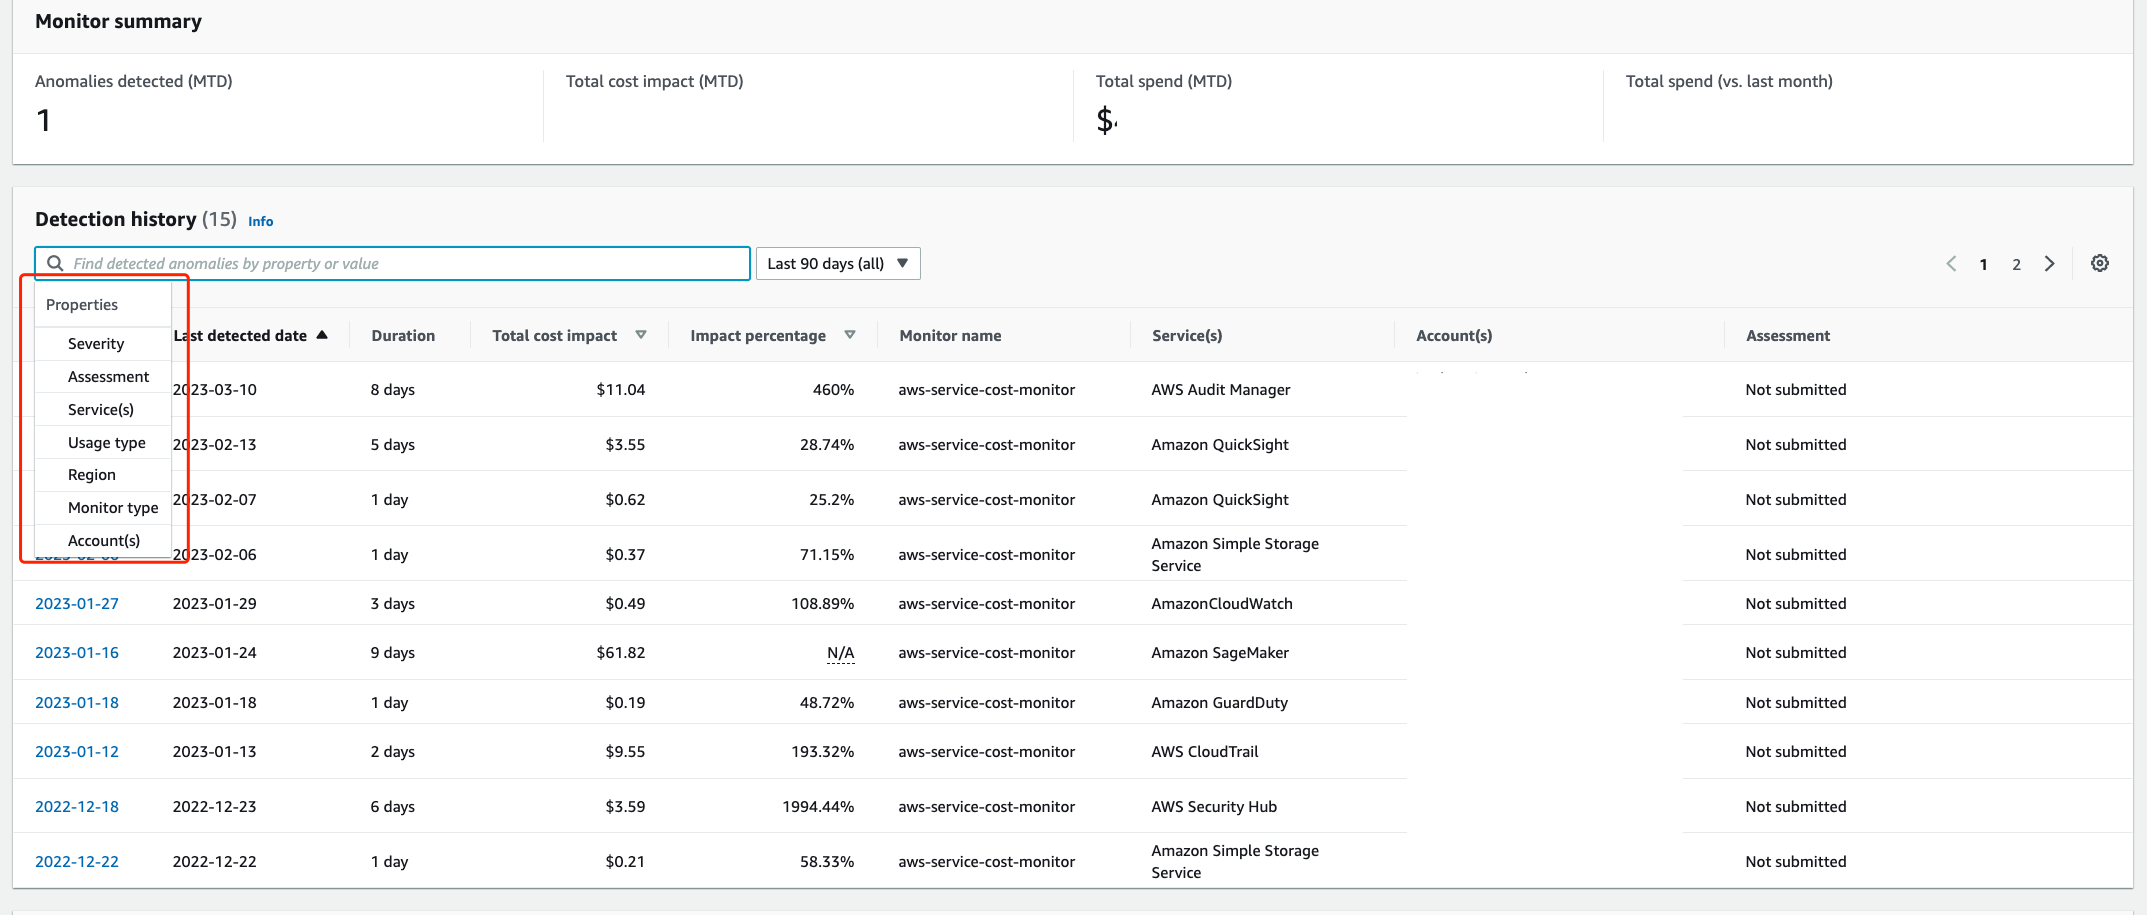 Monitor summary
Anomalies detected (MTD)
1
Total cost impact (MTD)
Total spend (MTD)
$
Total spend (vs. last month)
Detection history (15) Info
Find detected anomalies by property or value
Last 90 days (all)
1 2
Properties
Severity
Assessment
Service(s)
Usage type
Region
Monitor type
Account(s)
Last detected date Duration Total cost impact Impact percentage Monitor name Service(s) Account(s) Assessment
2023-03-10 8 days $11.04 460% aws-service-cost-monitor AWS Audit Manager Not submitted
2023-02-13 5 days $3.55 28.74% aws-service-cost-monitor Amazon QuickSight Not submitted
2023-02-07 1 day $0.62 25.2% aws-service-cost-monitor Amazon QuickSight Not submitted
2023-02-06 1 day $0.37 71.15% aws-service-cost-monitor Amazon Simple Storage Service Not submitted
2023-01-27 2023-01-29 3 days $0.49 108.89% aws-service-cost-monitor AmazonCloudWatch Not submitted
2023-01-16 2023-01-24 9 days $61.82 N/A aws-service-cost-monitor Amazon SageMaker Not submitted
2023-01-18 2023-01-18 1 day $0.19 48.72% aws-service-cost-monitor Amazon GuardDuty Not submitted
2023-01-12 2023-01-13 2 days $9.55 193.32% aws-service-cost-monitor AWS CloudTrail Not submitted
2022-12-18 2022-12-23 6 days $3.59 1994.44% aws-service-cost-monitor AWS Security Hub Not submitted
2022-12-22 2022-12-22 1 day $0.21 58.33% aws-service-cost-monitor Amazon Simple Storage Service Not submitted